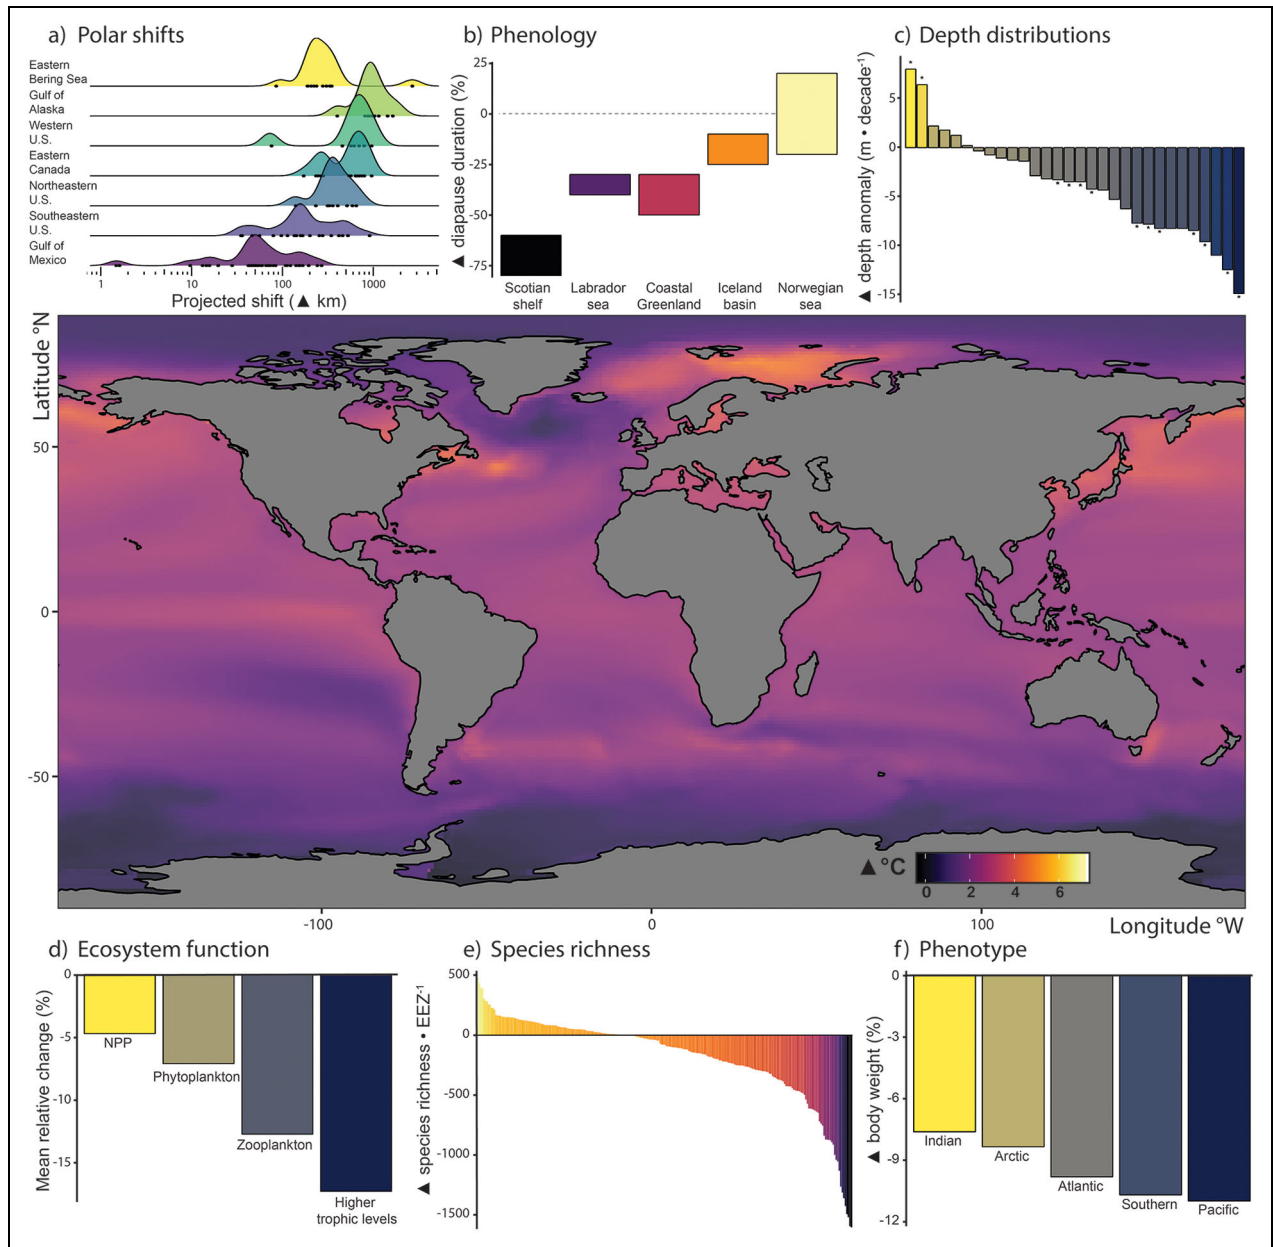 a) Polar shifts
Eastern
Bering Sea
Gulf of
Alaska
Western
U.S.
Eastern
Canada
Northeastern
U.S.
Southeastern
U.S.
Gulf of
Mexico
1 10 100 1000
Projected shift (▲ km)
b) Phenology
▲ diapause duration (%)
25
0
-25
-50
-75
Scotian
shelf
Labrador
sea
Coastal
Greenland
Iceland
basin
Norwegian
sea
c) Depth distributions
▲ depth anomaly (m • decade⁻¹)
5
0
-5
-10
-15
Latitude °N
50
0
-50
▲°C
0 2 4 6
-100 0 100
Longitude °W
d) Ecosystem function
Mean relative change (%)
0
-5
-10
-15
NPP
Phytoplankton
Zooplankton
Higher
trophic levels
e) Species richness
▲ species richness • EEZ⁻¹
500
0
-500
-1000
-1500
f) Phenotype
▲ body weight (%)
0
-3
-6
-9
-12
Indian
Arctic
Atlantic
Southern
Pacific